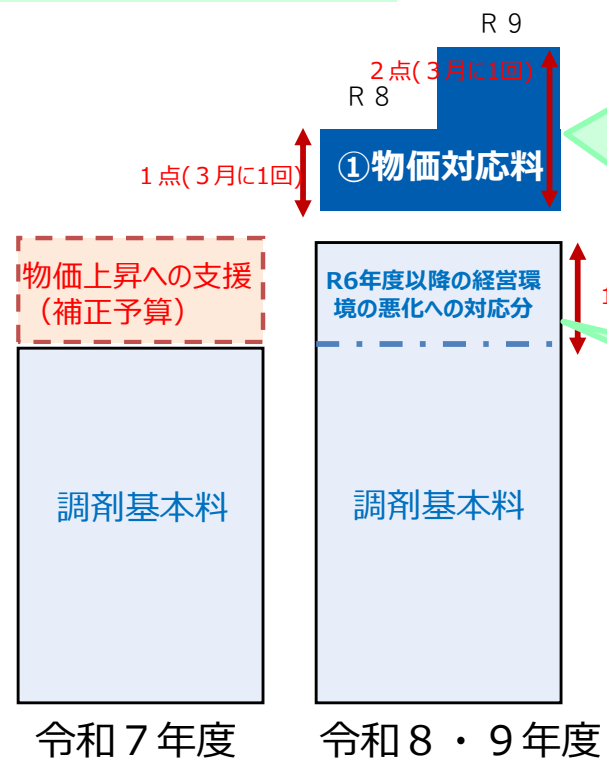 Ｒ９
２点(３月に1回)
Ｒ８
１点(３月に1回)
①物価対応料
物価上昇への支援
（補正予算）
R6年度以降の経営環
境の悪化への対応分
1
調剤基本料
調剤基本料
令和７年度
令和８・９年度